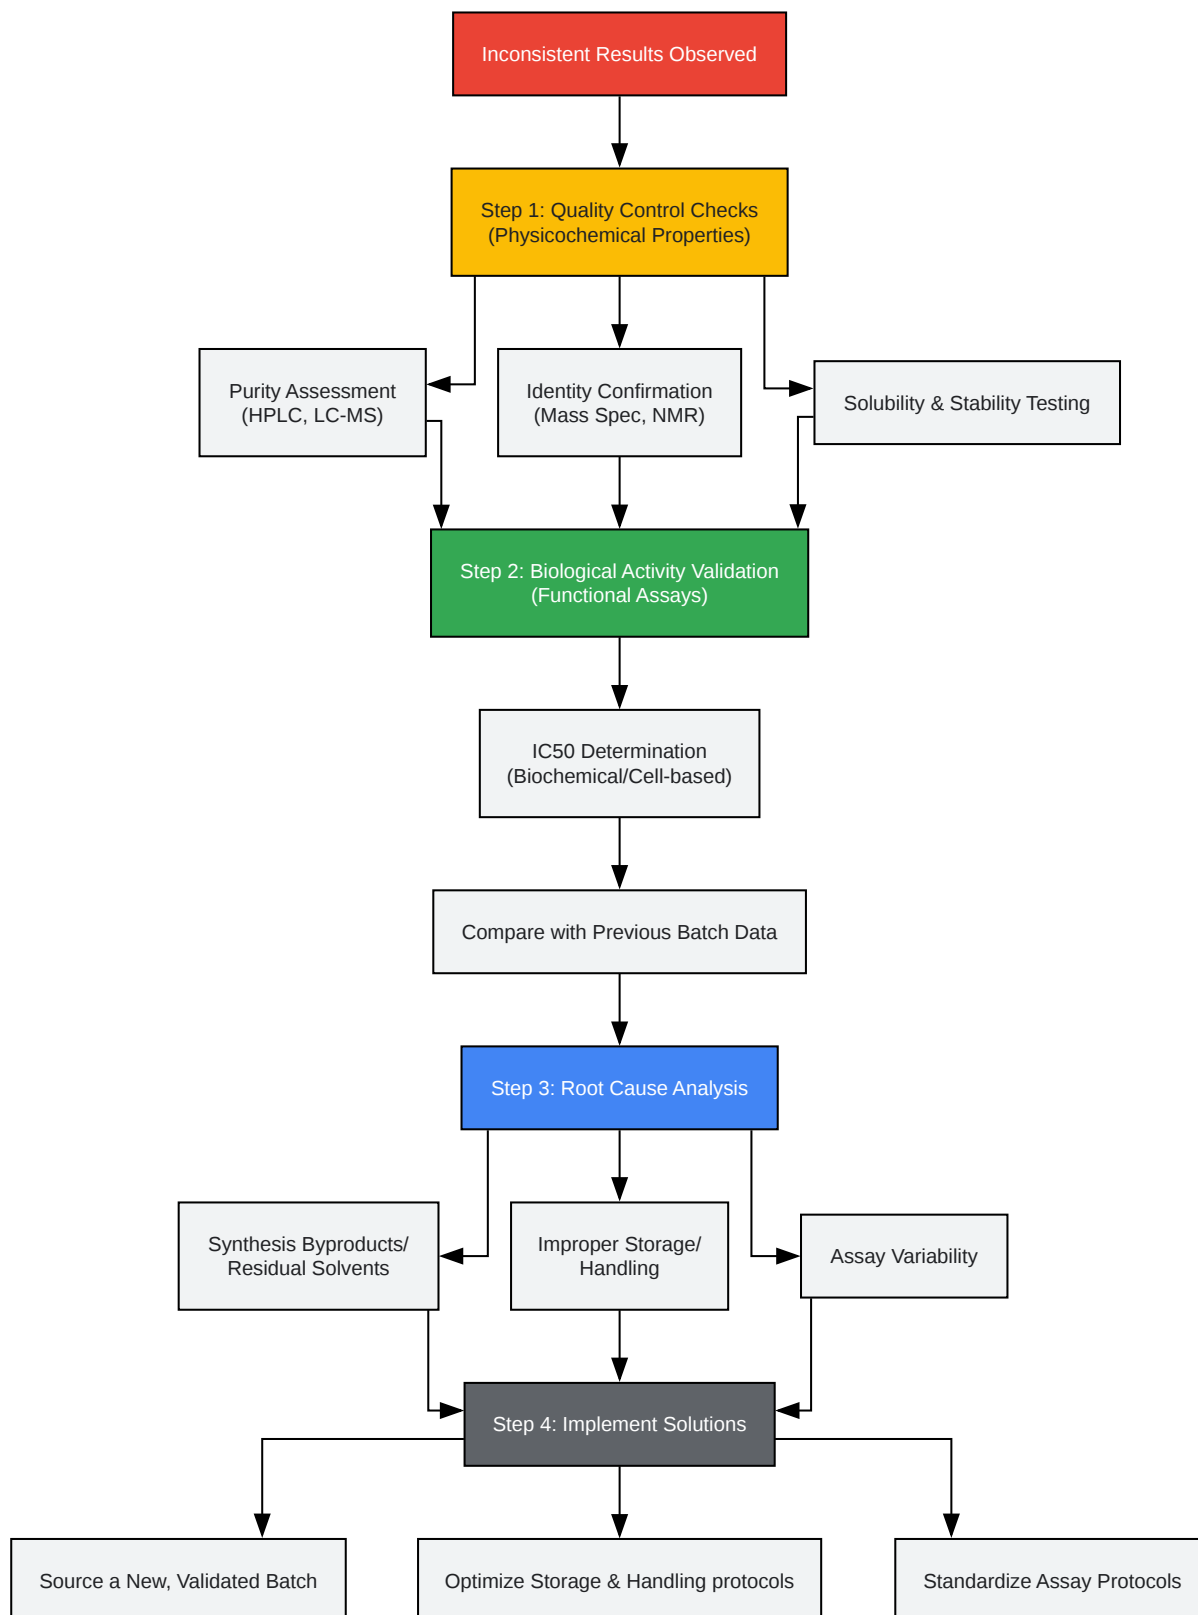 Inconsistent Results Observed
Step 1: Quality Control Checks
(Physicochemical Properties)
Purity Assessment
(HPLC, LC-MS)
Identity Confirmation
(Mass Spec, NMR)
Solubility & Stability Testing
Step 2: Biological Activity Validation
(Functional Assays)
IC50 Determination
(Biochemical/Cell-based)
Compare with Previous Batch Data
Step 3: Root Cause Analysis
Synthesis Byproducts/
Residual Solvents
Improper Storage/
Handling
Assay Variability
Step 4: Implement Solutions
Source a New, Validated Batch
Optimize Storage & Handling protocols
Standardize Assay Protocols